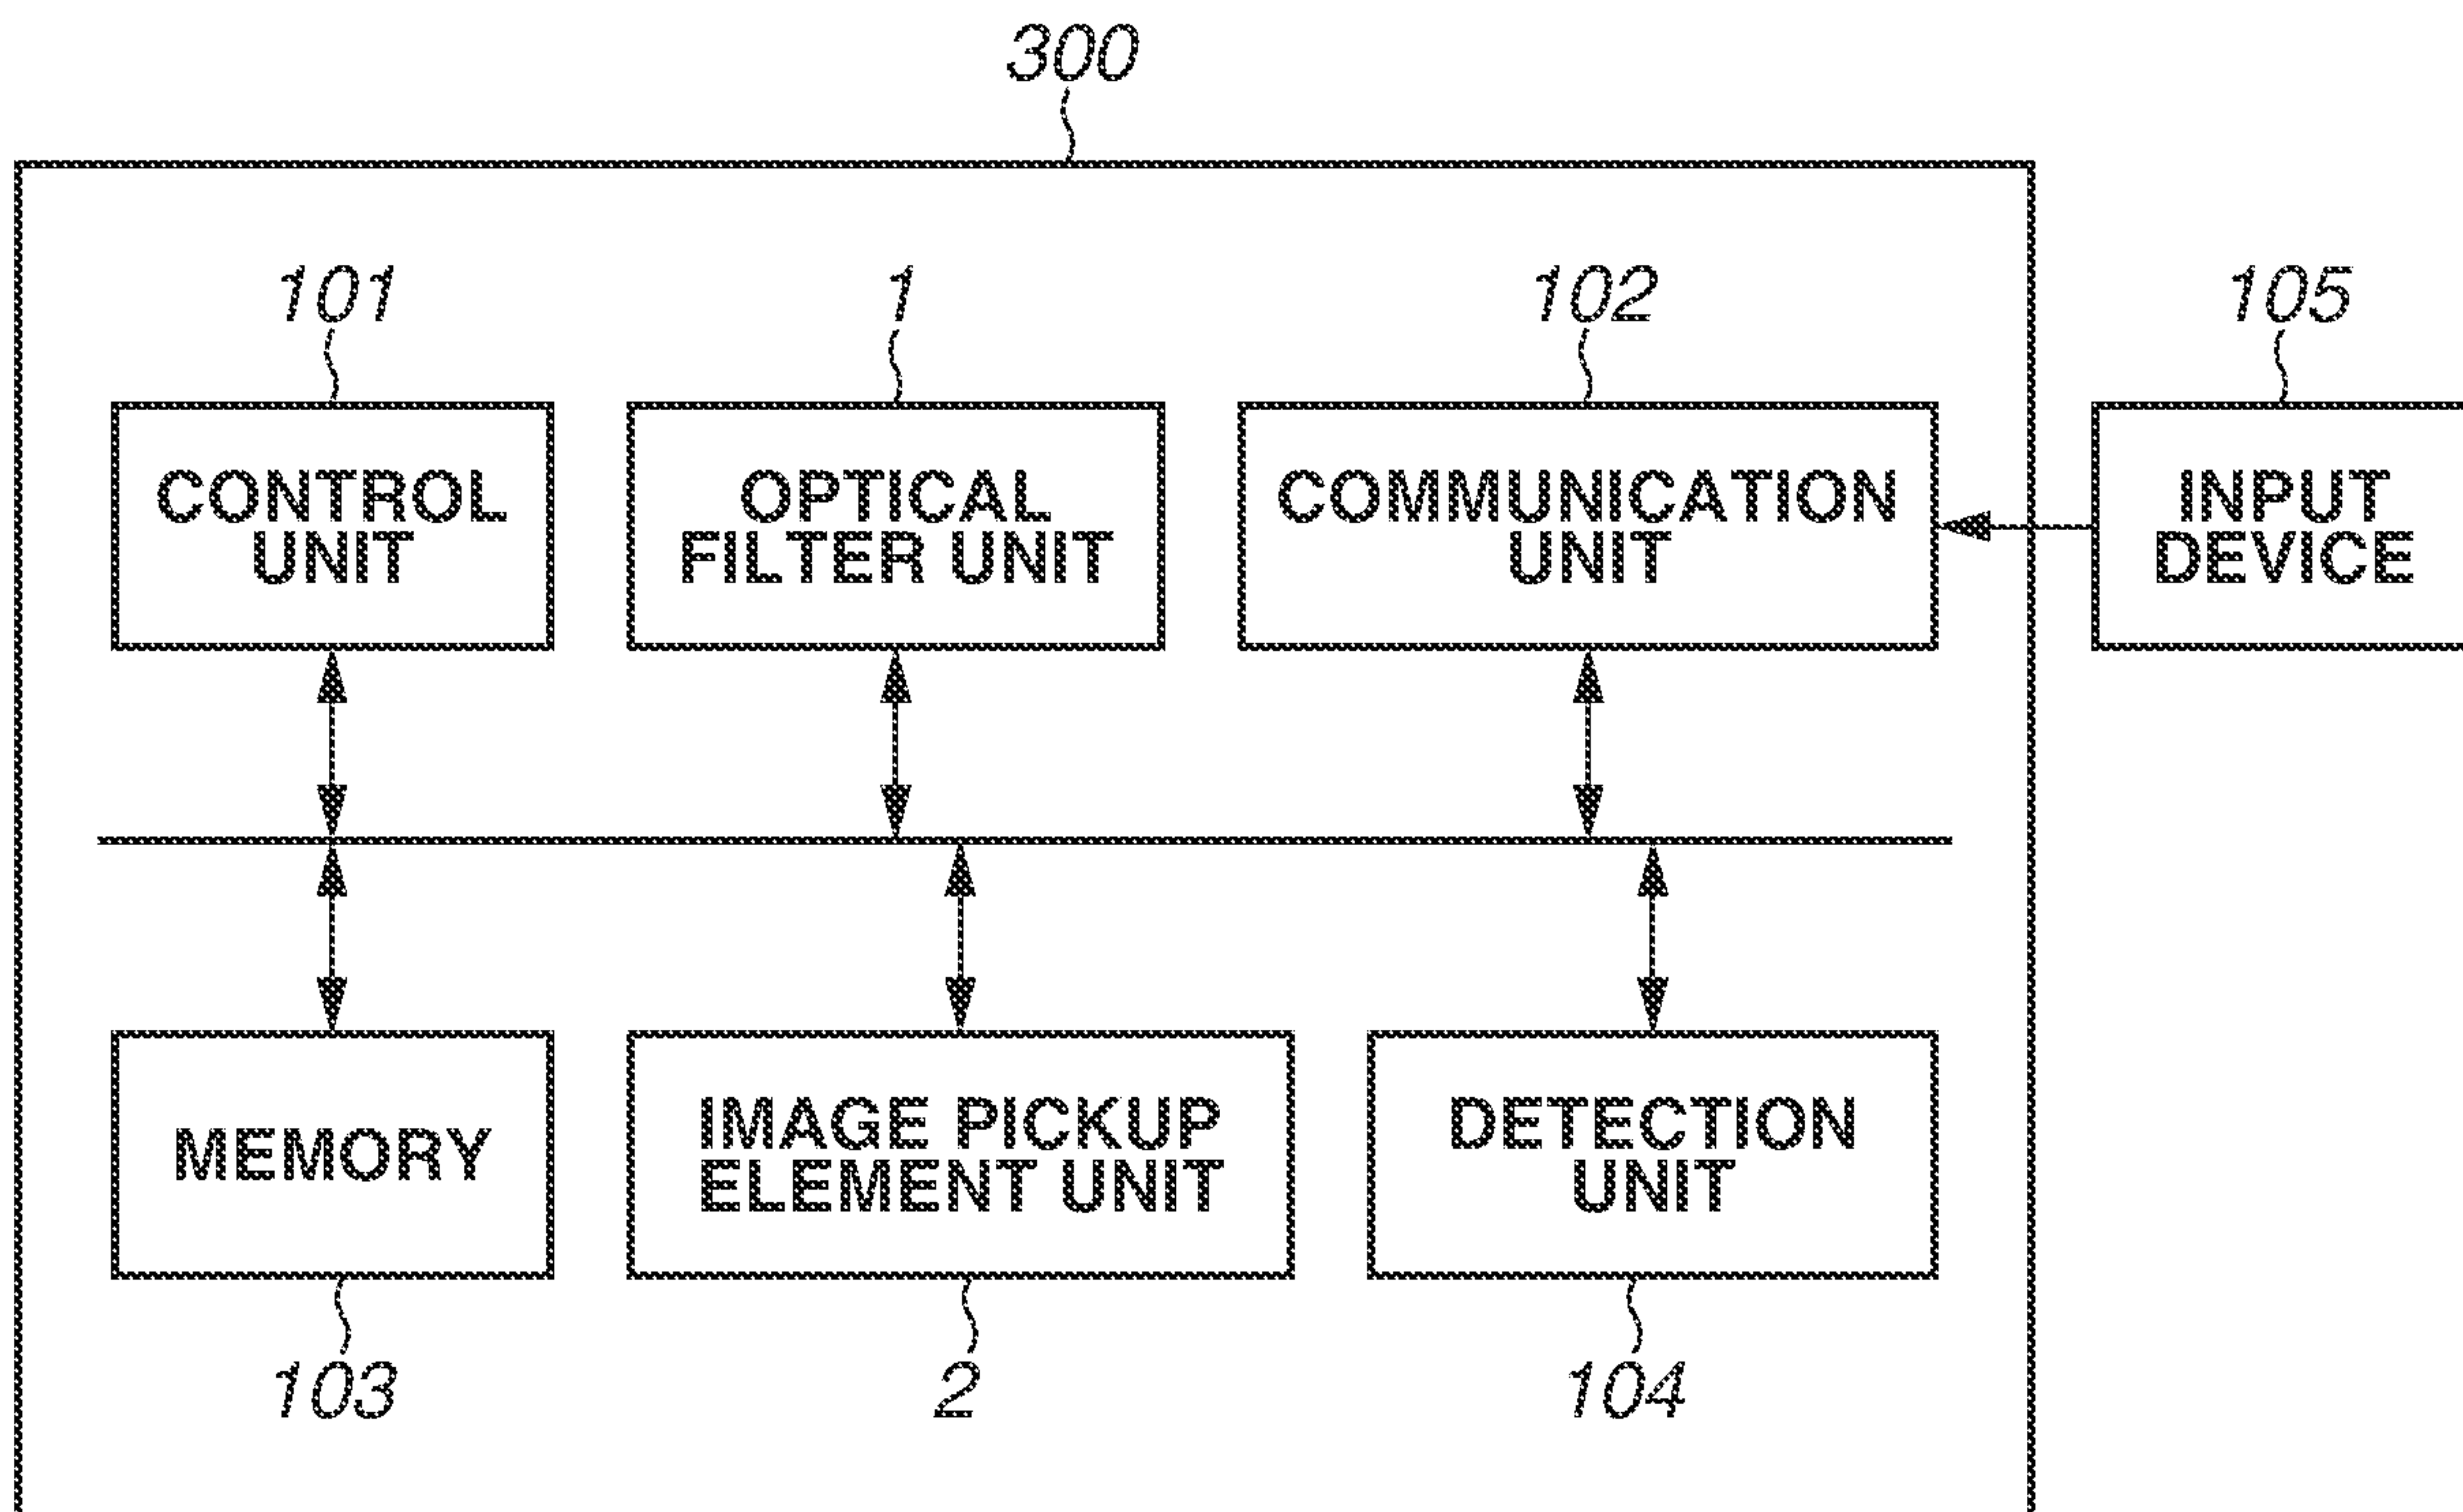 300
101
1
102
105
CONTROL
UNIT
OPTICAL
FILTER UNIT
COMMUNICATION
UNIT
INPUT
DEVICE
MEMORY
IMAGE PICKUP
ELEMENT UNIT
DETECTION
UNIT
103
2
104